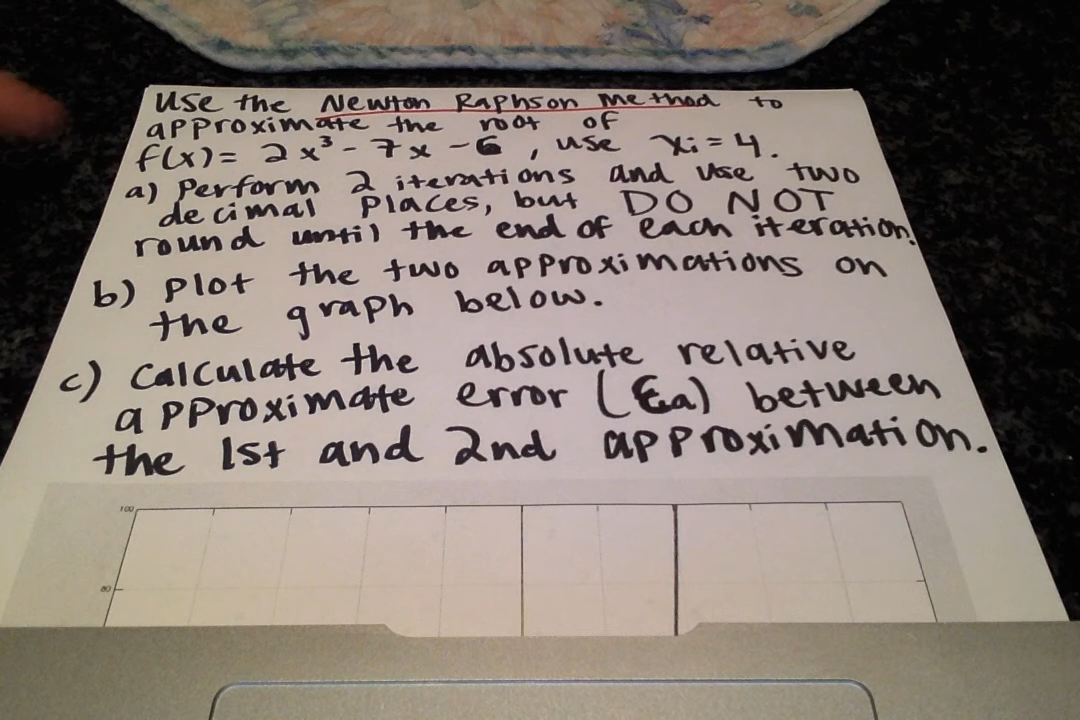 Use the Newton Raphson Method to
approximate the root of
f(x) = 2x³ - 7x - 6 , use xi = 4.
a) Perform 2 iterations and use two
decimal places, but DO NOT
round until the end of each iteration.
b) Plot the two approximations on
the graph below.
c) Calculate the absolute relative
approximate error (Ea) between
the 1st and 2nd approximation.
100
80